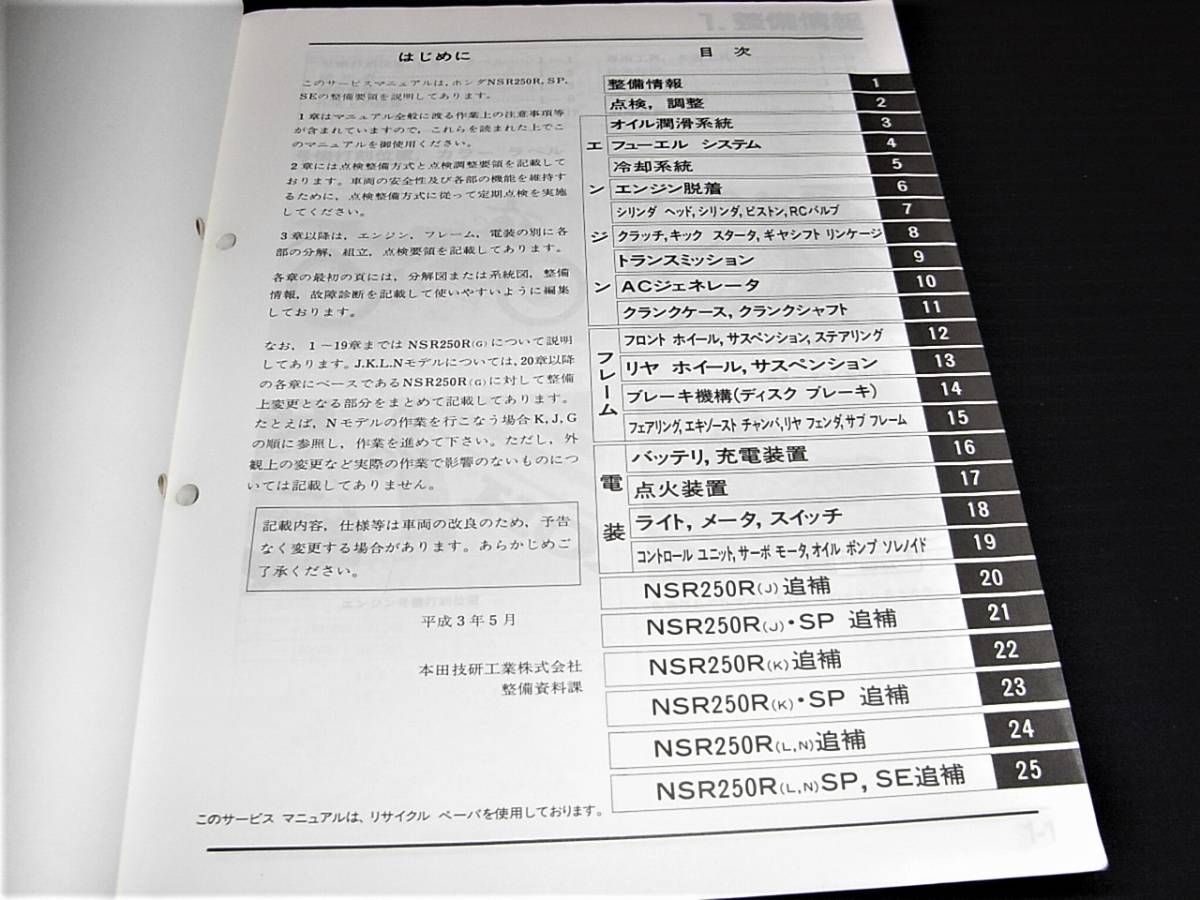 はじめに
このサービスマニュアルは、ホンダNSR250R, SP,
SEの整備要領を説明してあります。
1章はマニュアル全般に渡る作業上の注意事項等
が含まれていますので、これらを読まれた上でこ
のマニュアルを御使用ください。
2章には点検整備方式と点検調整要領を記載して
おります。車両の安全性及び各部の機能を維持す
るために、点検整備方式に従って定期点検を実施
してください。
3章以降は、エンジン、フレーム、電装の別に各
部の分解、組立、点検要領を記載してあります。
各章の最初の頁には、分解図または系統図、整備
情報、故障診断を記載して使いやすいように編集
しております。
なお、1〜19章まではNSR250R(G)について説明
してあります。J.K.L.Nモデルについては、20章以降
の各章にベースであるNSR250R(G)に対して整備
上変更となる部分をまとめて記載してあります。
たとえば、Nモデルの作業を行こなう場合K, J, G
の順に参照し、作業を進めて下さい。ただし、外
観上の変更など実際の作業で影響のないものにつ
いては記載してありません。
記載内容、仕様等は車両の改良のため、予告
なく変更する場合があります。あらかじめご
了承ください。
平成3年5月
本田技研工業株式会社
整備資料課
目 次
整備情報 1
点検, 調整 2
エンジン
オイル潤滑系統 3
フューエル システム 4
冷却系統 5
エンジン脱着 6
シリンダ ヘッド, シリンダ, ピストン, RCバルブ 7
クラッチ, キック スタータ, ギヤシフト リンケージ 8
トランスミッション 9
ACジェネレータ 10
クランクケース, クランクシャフト 11
フレーム
フロント ホイール, サスペンション, ステアリング 12
リヤ ホイール, サスペンション 13
ブレーキ機構(ディスク ブレーキ) 14
フェアリング, エキゾースト チャンバ, リヤ フェンダ, サブ フレーム 15
電装
バッテリ, 充電装置 16
点火装置 17
ライト, メータ, スイッチ 18
コントロール ユニット, サーボ モータ, オイル ポンプ ソレノイド 19
NSR250R(J)追補 20
NSR250R(J)・SP 追補 21
NSR250R(K)追補 22
NSR250R(K)・SP 追補 23
NSR250R(L,N)追補 24
NSR250R(L,N)SP, SE追補 25
このサービス マニュアルは、リサイクル ペーパを使用しております。